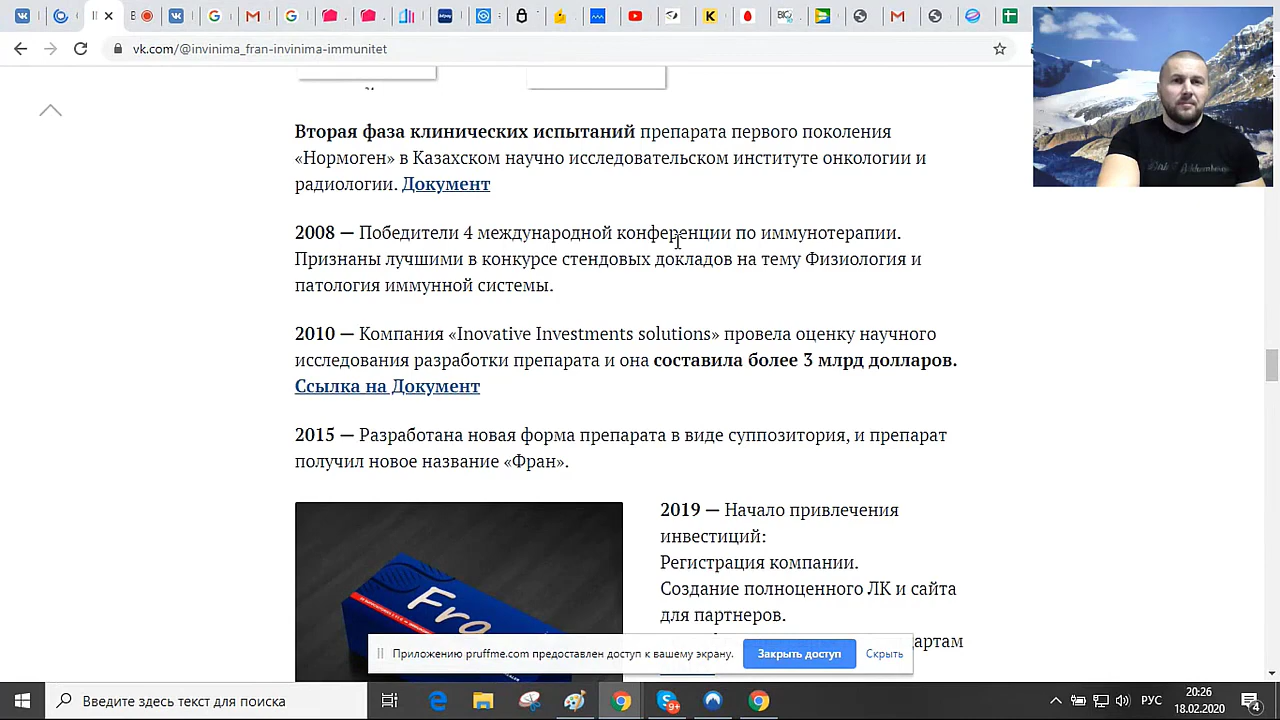 vk.com/@invinima_fran-invinima-immunitet
Вторая фаза клинических испытаний препарата первого поколения
«Нормоген» в Казахском научно исследовательском институте онкологии и
радиологии. Документ
2008 — Победители 4 международной конференции по иммунотерапии.
Признаны лучшими в конкурсе стендовых докладов на тему Физиология и
патология иммунной системы.
2010 — Компания «Inovative Investments solutions» провела оценку научного
исследования разработки препарата и она составила более 3 млрд долларов.
Ссылка на Документ
2015 — Разработана новая форма препарата в виде суппозитория, и препарат
получил новое название «Фран».
2019 — Начало привлечения
инвестиций:
Регистрация компании.
Создание полноценного ЛК и сайта
для партнеров.
артам
Fra
Приложению pruffme.com предоставлен доступ к вашему экрану.
Закрыть доступ
Скрыть
Введите здесь текст для поиска
9+
РУС
20:26
18.02.2020
4